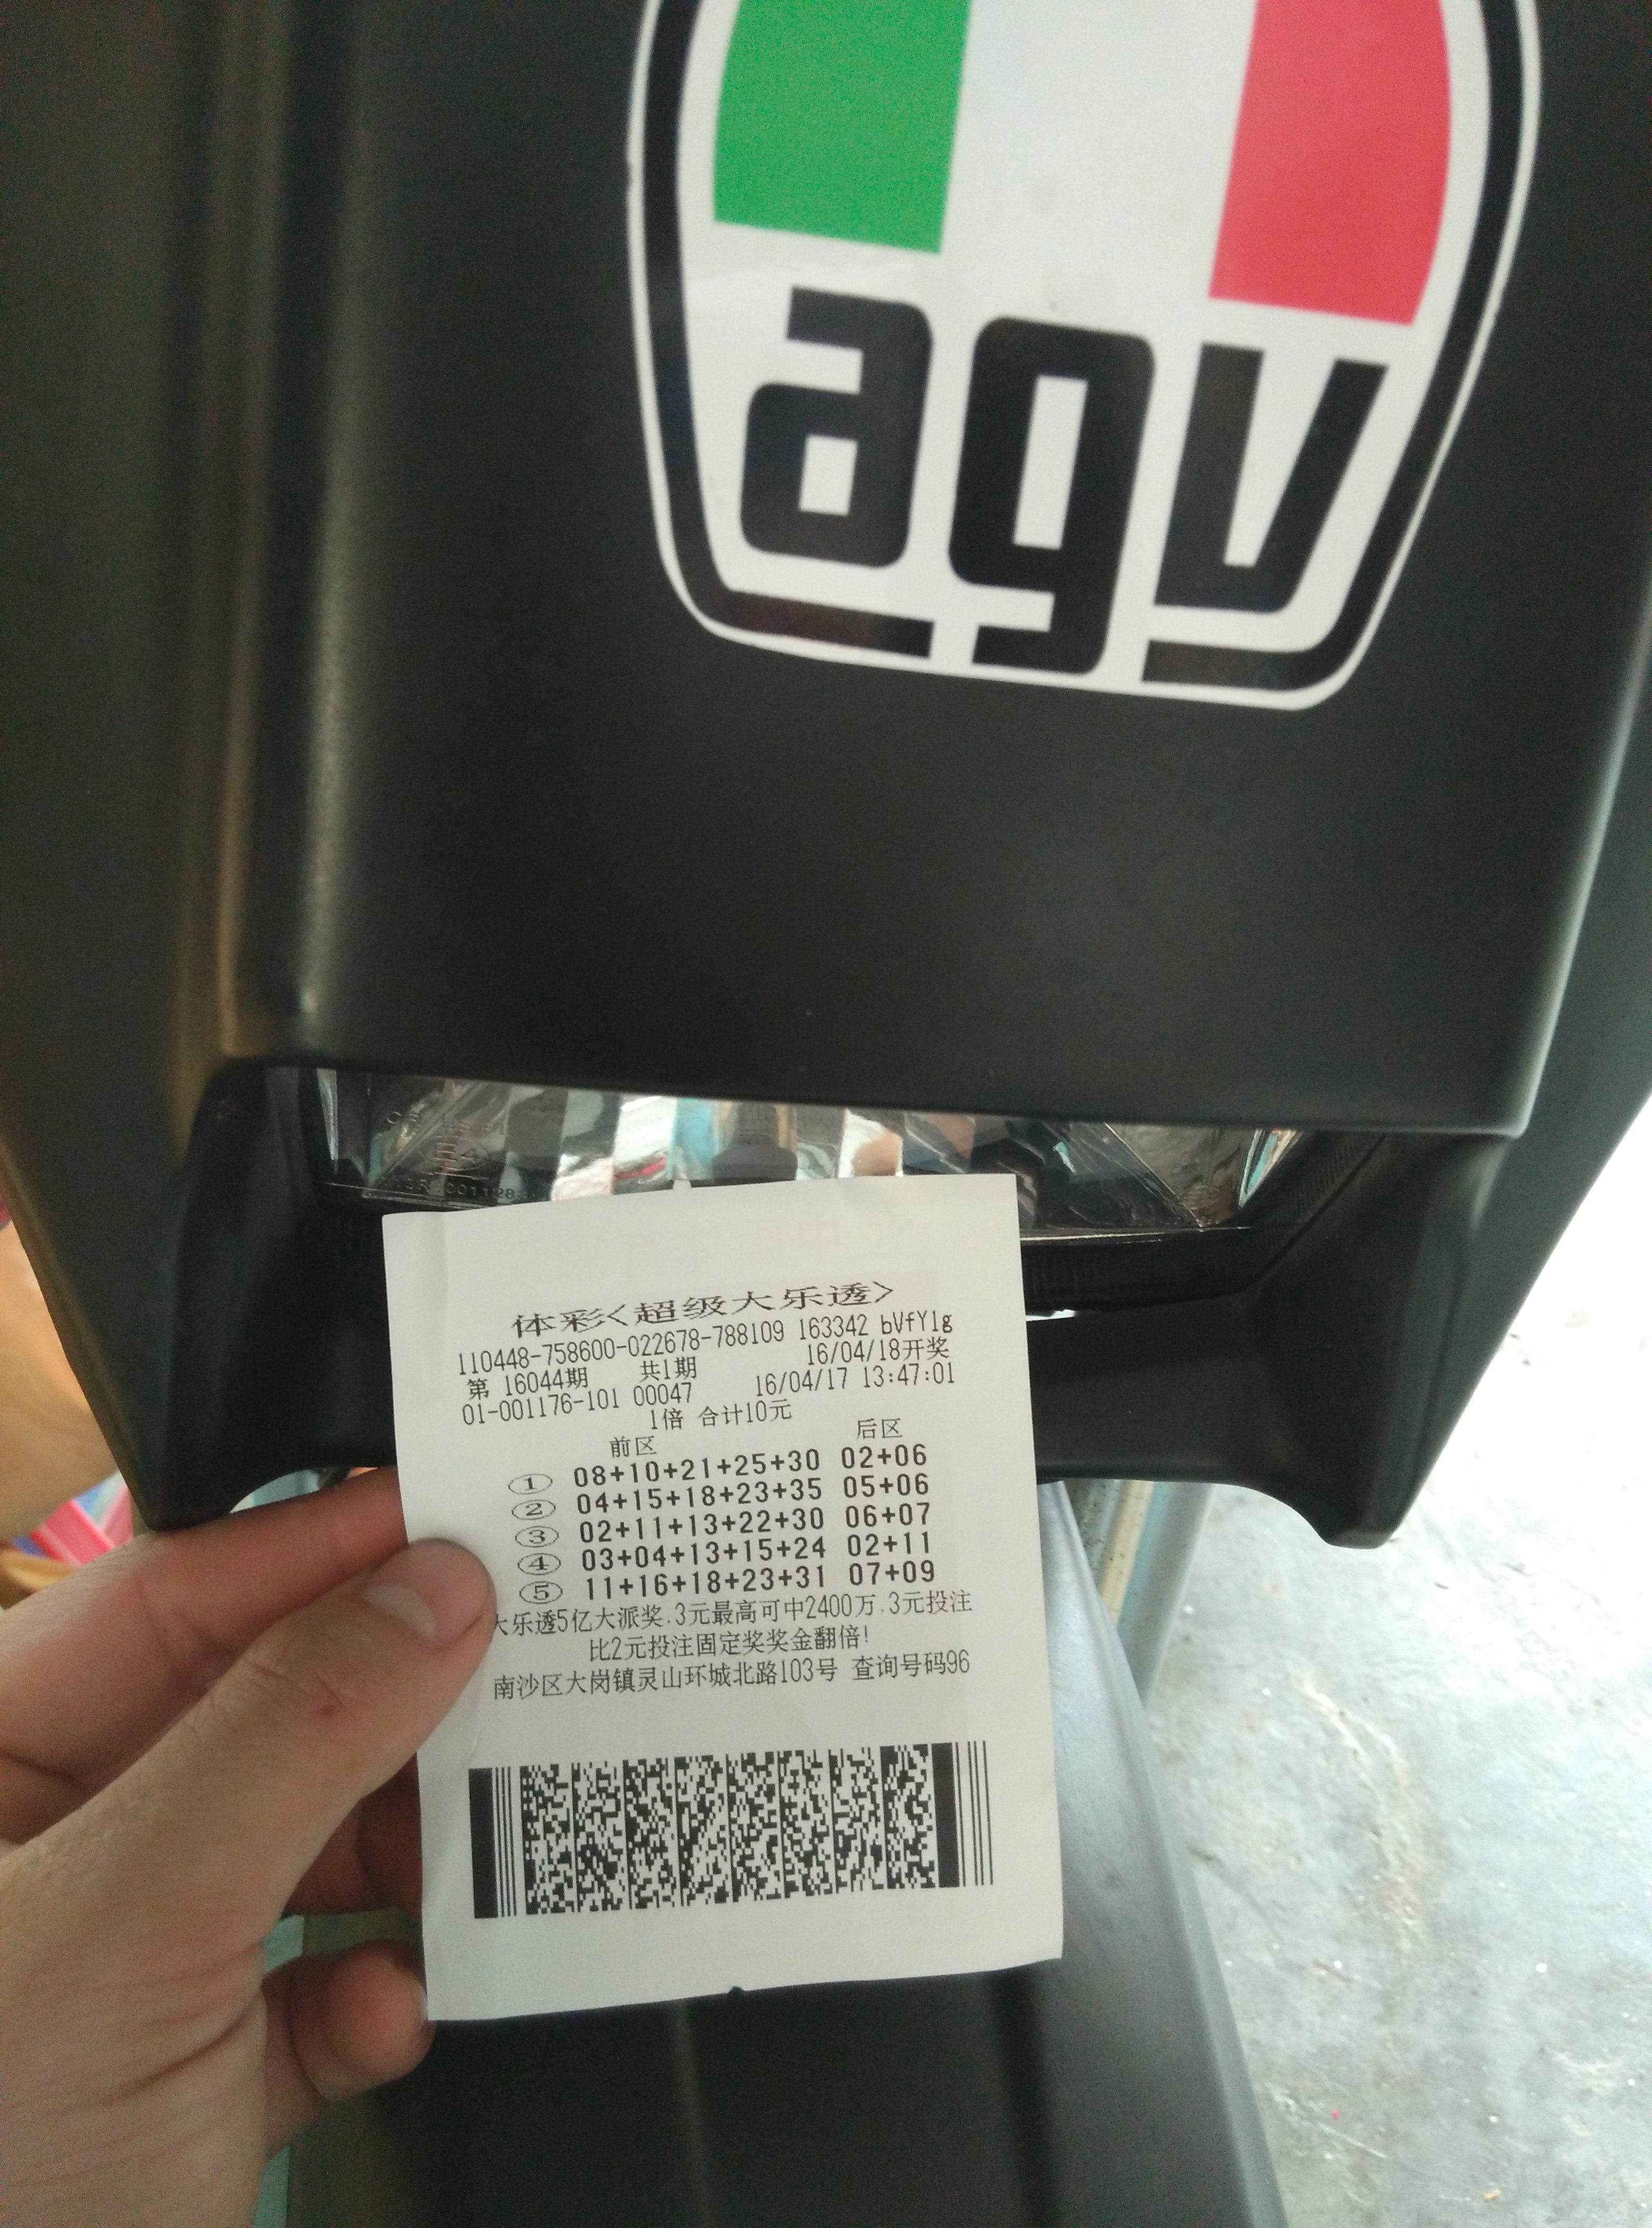 agv
体彩<超级大乐透>
110448-758600-022678-788109 163342 bVfY1g
第 16044期 共1期 16/04/18开奖
01-001176-101 00047 16/04/17 13:47:01
1倍 合计10元
前区 后区
① 08+10+21+25+30 02+06
② 04+15+18+23+35 05+06
③ 02+11+13+22+30 06+07
④ 03+04+13+15+24 02+11
⑤ 11+16+18+23+31 07+09
大乐透5亿大派奖,3元最高可中2400万,3元投注
比2元投注固定奖奖金翻倍!
南沙区大岗镇灵山环城北路103号 查询号码96